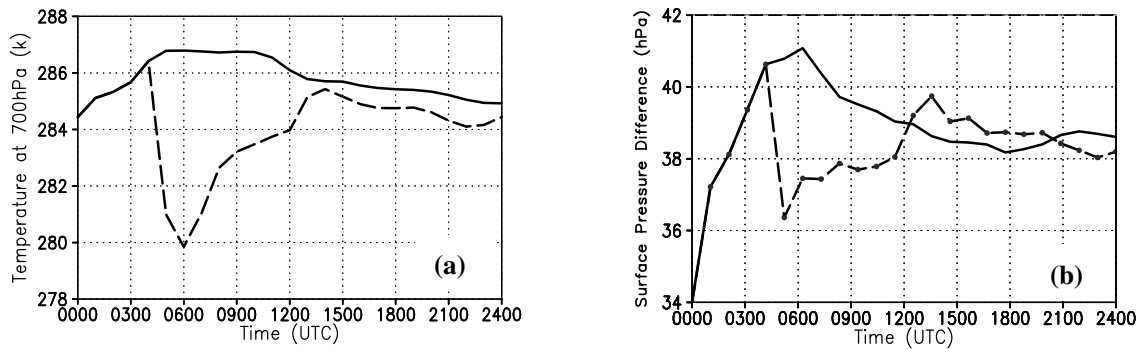 288
286
284
282
280
278
Temperature at 700hPa (k)
0000 0300 0600 0900 1200 1500 1800 2100 2400
Time (UTC)
(a)
42
40
38
36
34
Surface Pressure Difference (hPa)
0000 0300 0600 0900 1200 1500 1800 2100 2400
Time (UTC)
(b)